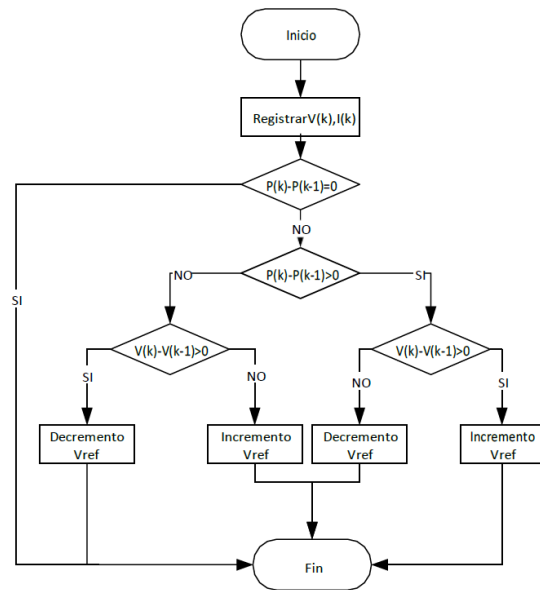 Inicio
RegistrarV(k),I(k)
P(k)-P(k-1)=0
NO
P(k)-P(k-1)>0
NO
SI
SI
V(k)-V(k-1)>0
V(k)-V(k-1)>0
SI
NO
NO
SI
Decremento
Vref
Incremento
Vref
Decremento
Vref
Incremento
Vref
Fin